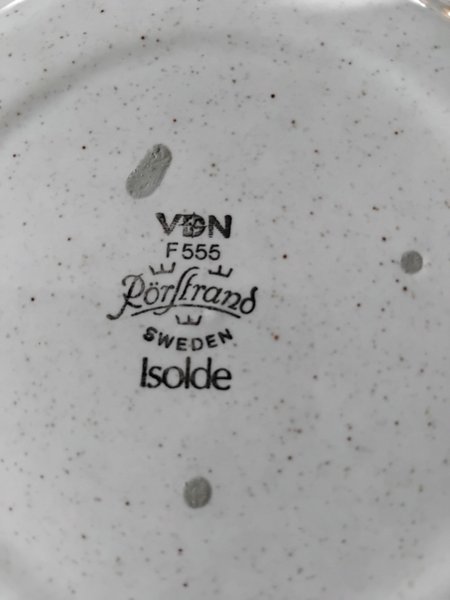 VDN
F555
Rörstrand
SWEDEN
Isolde